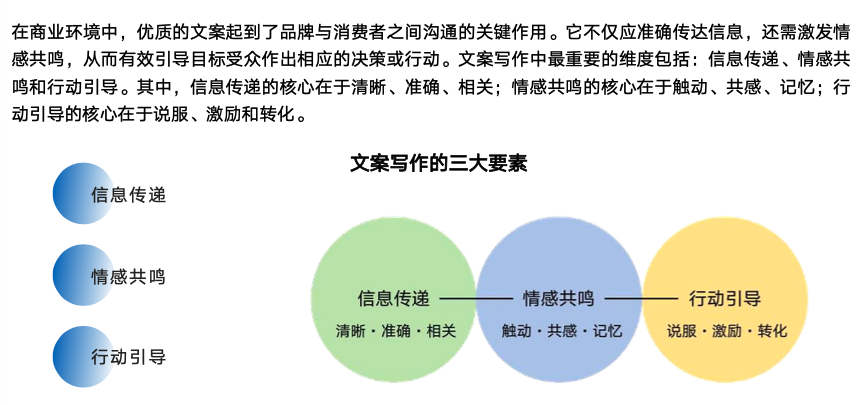 在商业环境中，优质的文案起到了品牌与消费者之间沟通的关键作用。它不仅应准确传达信息，还需激发情
感共鸣，从而有效引导目标受众作出相应的决策或行动。文案写作中最重要的维度包括：信息传递、情感共
鸣和行动引导。其中，信息传递的核心在于清晰、准确、相关；情感共鸣的核心在于触动、共感、记忆；行
动引导的核心在于说服、激励和转化。
文案写作的三大要素
信息传递
情感共鸣
行动引导
信息传递 情感共鸣 行动引导
清晰·准确·相关 触动·共感·记忆 说服·激励·转化